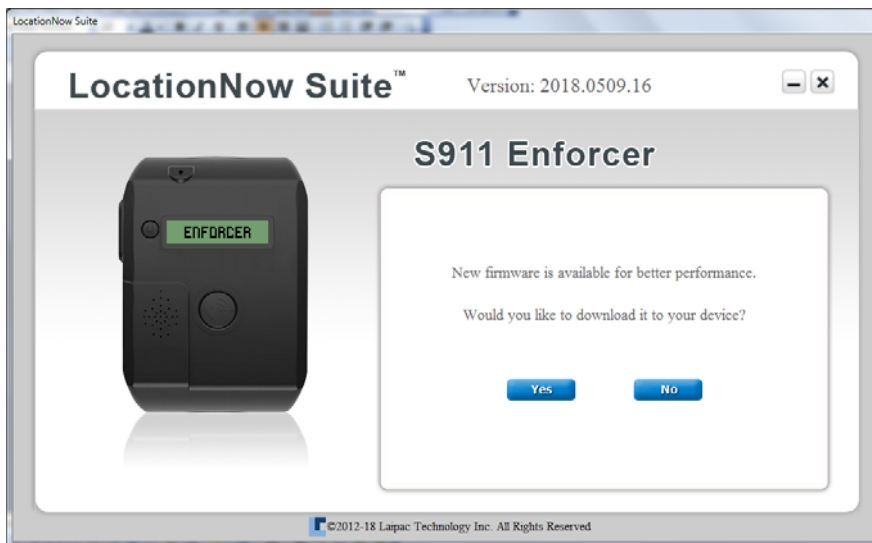 LocationNow Suite
LocationNow Suite™
Version: 2018.0509.16
S911 Enforcer
ENFORCER
New firmware is available for better performance.
Would you like to download it to your device?
Yes
No
©2012-18 Laipac Technology Inc. All Rights Reserved